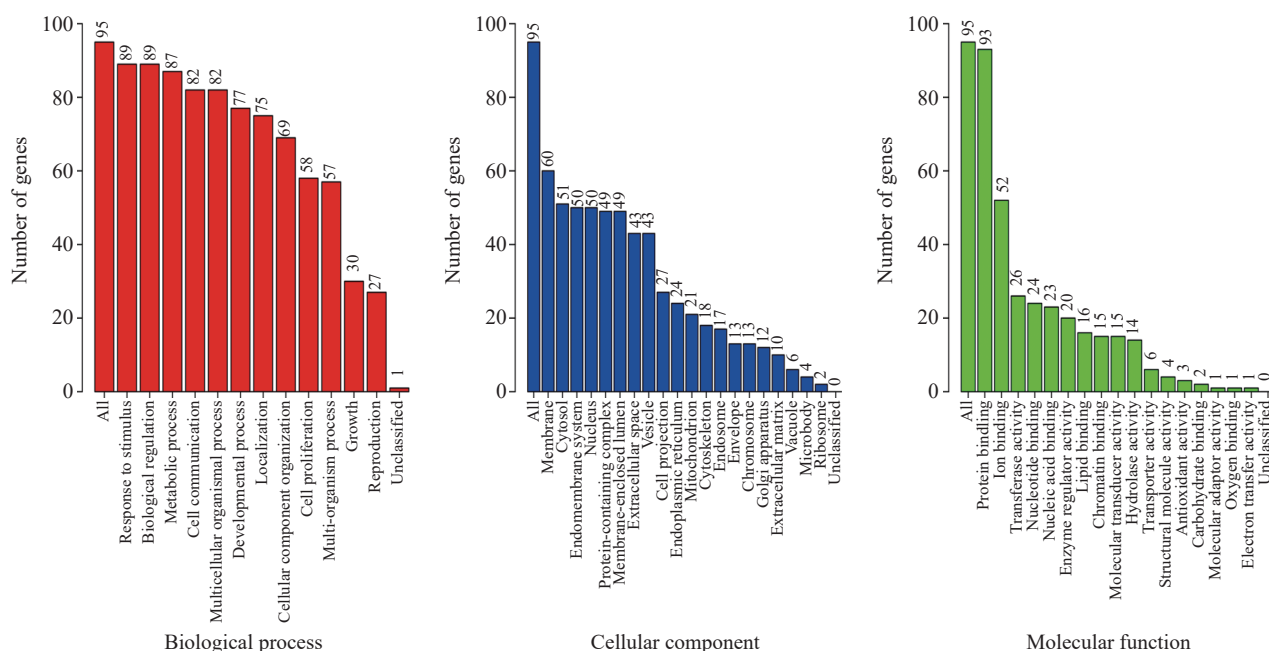 100
80
60
40
20
0
Number of genes
95
89
89
87
82
82
77
75
69
58
57
30
27
1
All
Response to stimulus
Biological regulation
Metabolic process
Cell communication
Multicellular organismal process
Developmental process
Localization
Cellular component organization
Cell proliferation
Multi-organism process
Growth
Reproduction
Unclassified
Biological process
100
80
60
40
20
0
Number of genes
95
60
51
50
50
49
49
43
43
27
24
21
18
17
13
13
12
10
6
4
2
0
All
Membrane
Cytosol
Endomembrane system
Nucleus
Protein-containing complex
Membrane-enclosed lumen
Extracellular space
Vesicle
Cell projection
Endoplasmic reticulum
Mitochondrion
Cytoskeleton
Endosome
Envelope
Chromosome
Golgi apparatus
Extracellular matrix
Vacuole
Microbody
Ribosome
Unclassified
Cellular component
100
80
60
40
20
0
Number of genes
95
93
52
26
24
23
20
16
15
15
14
6
4
3
2
1
1
1
0
All
Protein bindiing
Ion binding
Transferase activity
Nucleotide binding
Nucleic acid binding
Enzyme regulator activity
Lipid binding
Chromatin binding
Molecular transducer activity
Hydrolase activity
Transporter activity
Structural molecule activity
Antioxidant activity
Carbohydrate binding
Molecular adaptor activity
Oxygen binding
Electron transfer activity
Unclassified
Molecular function